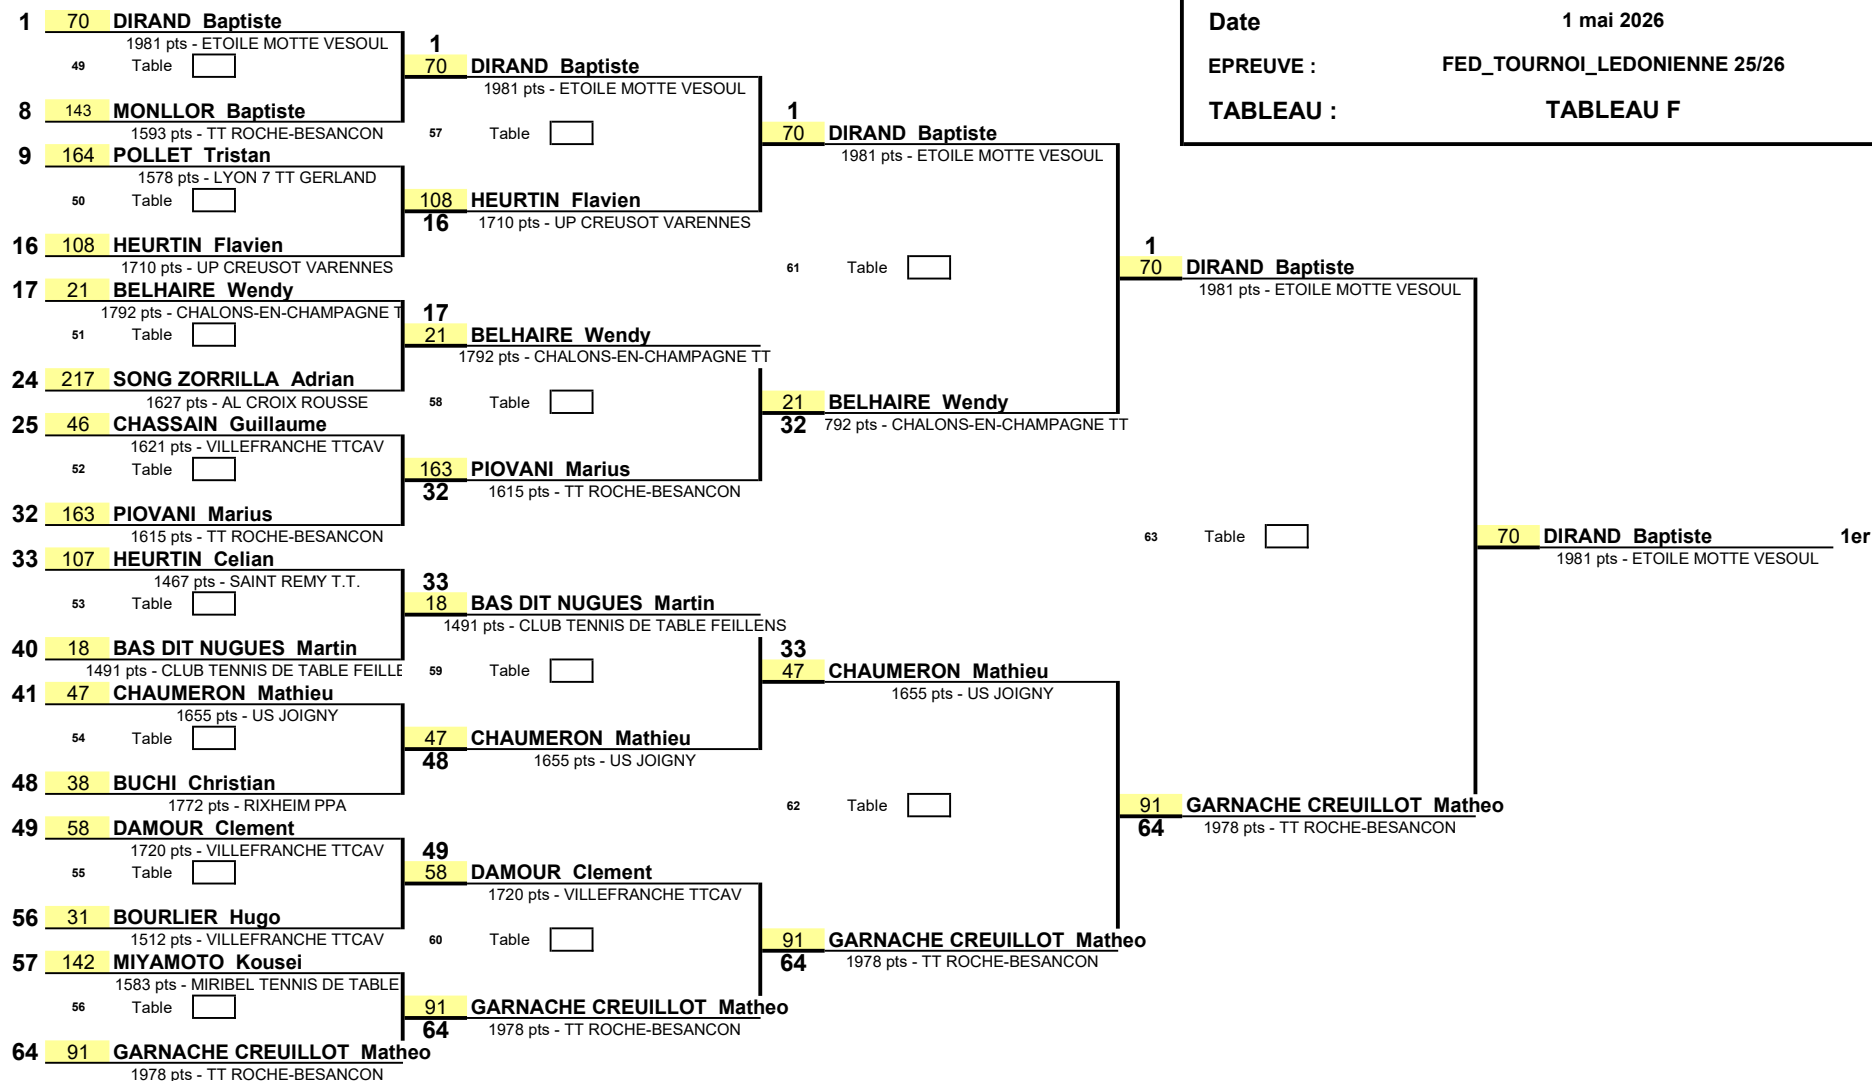 Date 1 mai 2026
EPREUVE : FED_TOURNOI_LEDONIENNE 25/26
TABLEAU : TABLEAU F
1 70 DIRAND Baptiste
1981 pts - ETOILE MOTTE VESOUL
49 Table
8 143 MONLLOR Baptiste
1593 pts - TT ROCHE-BESANCON
9 164 POLLET Tristan
1578 pts - LYON 7 TT GERLAND
50 Table
16 108 HEURTIN Flavien
1710 pts - UP CREUSOT VARENNES
17 21 BELHAIRE Wendy
1792 pts - CHALONS-EN-CHAMPAGNE T
51 Table
24 217 SONG ZORRILLA Adrian
1627 pts - AL CROIX ROUSSE
25 46 CHASSAIN Guillaume
1621 pts - VILLEFRANCHE TTCAV
52 Table
32 163 PIOVANI Marius
1615 pts - TT ROCHE-BESANCON
33 107 HEURTIN Celian
1467 pts - SAINT REMY T.T.
53 Table
40 18 BAS DIT NUGUES Martin
1491 pts - CLUB TENNIS DE TABLE FEILLE
41 47 CHAUMERON Mathieu
1655 pts - US JOIGNY
54 Table
48 38 BUCHI Christian
1772 pts - RIXHEIM PPA
49 58 DAMOUR Clement
1720 pts - VILLEFRANCHE TTCAV
55 Table
56 31 BOURLIER Hugo
1512 pts - VILLEFRANCHE TTCAV
57 142 MIYAMOTO Kousei
1583 pts - MIRIBEL TENNIS DE TABLE
56 Table
64 91 GARNACHE CREUILLOT Matheo
1978 pts - TT ROCHE-BESANCON
1
70 DIRAND Baptiste
1981 pts - ETOILE MOTTE VESOUL
57 Table
108 HEURTIN Flavien
16 1710 pts - UP CREUSOT VARENNES
17
21 BELHAIRE Wendy
1792 pts - CHALONS-EN-CHAMPAGNE TT
58 Table
163 PIOVANI Marius
32 1615 pts - TT ROCHE-BESANCON
33
18 BAS DIT NUGUES Martin
1491 pts - CLUB TENNIS DE TABLE FEILLENS
59 Table
47 CHAUMERON Mathieu
48 1655 pts - US JOIGNY
49
58 DAMOUR Clement
1720 pts - VILLEFRANCHE TTCAV
60 Table
91 GARNACHE CREUILLOT Matheo
64 1978 pts - TT ROCHE-BESANCON
1
70 DIRAND Baptiste
1981 pts - ETOILE MOTTE VESOUL
61 Table
21 BELHAIRE Wendy
32 792 pts - CHALONS-EN-CHAMPAGNE TT
33
47 CHAUMERON Mathieu
1655 pts - US JOIGNY
62 Table
91 GARNACHE CREUILLOT Matheo
64 1978 pts - TT ROCHE-BESANCON
1
70 DIRAND Baptiste
1981 pts - ETOILE MOTTE VESOUL
63 Table
91 GARNACHE CREUILLOT Matheo
64 1978 pts - TT ROCHE-BESANCON
70 DIRAND Baptiste 1er
1981 pts - ETOILE MOTTE VESOUL